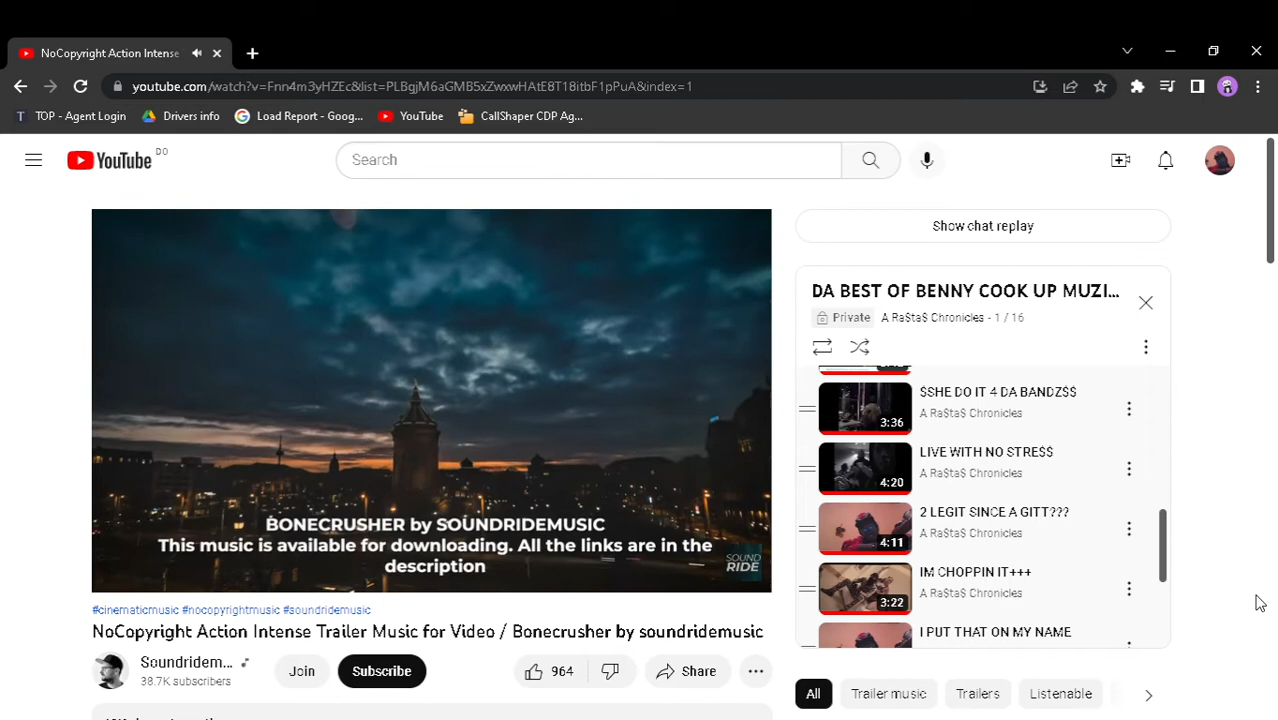 NoCopyright Action Intense
youtube.com/watch?v=Fnn4m3yHZEc&list=PLBgjM6aGMB5xZwxwHAtE8T18itbF1pPuA&index=1
T TOP - Agent Login
Drivers info
G Load Report - Goog...
YouTube
CallShaper CDP Ag...
YouTube DO
Search
Show chat replay
DA BEST OF BENNY COOK UP MUZI...
Private A Ra$ta$ Chronicles - 1 / 16
$SHE DO IT 4 DA BANDZ$$
A Ra$ta$ Chronicles
3:36
LIVE WITH NO STRE$$
A Ra$ta$ Chronicles
4:20
2 LEGIT SINCE A GITT???
A Ra$ta$ Chronicles
4:11
IM CHOPPIN IT+++
A Ra$ta$ Chronicles
3:22
I PUT THAT ON MY NAME
BONECRUSHER by SOUNDRIDEMUSIC
This music is available for downloading. All the links are in the
description
SOUND
RIDE
#cinematicmusic #nocopyrightmusic #soundridemusic
NoCopyright Action Intense Trailer Music for Video / Bonecrusher by soundridemusic
Soundridem...
38.7K subscribers
Join
Subscribe
964
Share
All
Trailer music
Trailers
Listenable